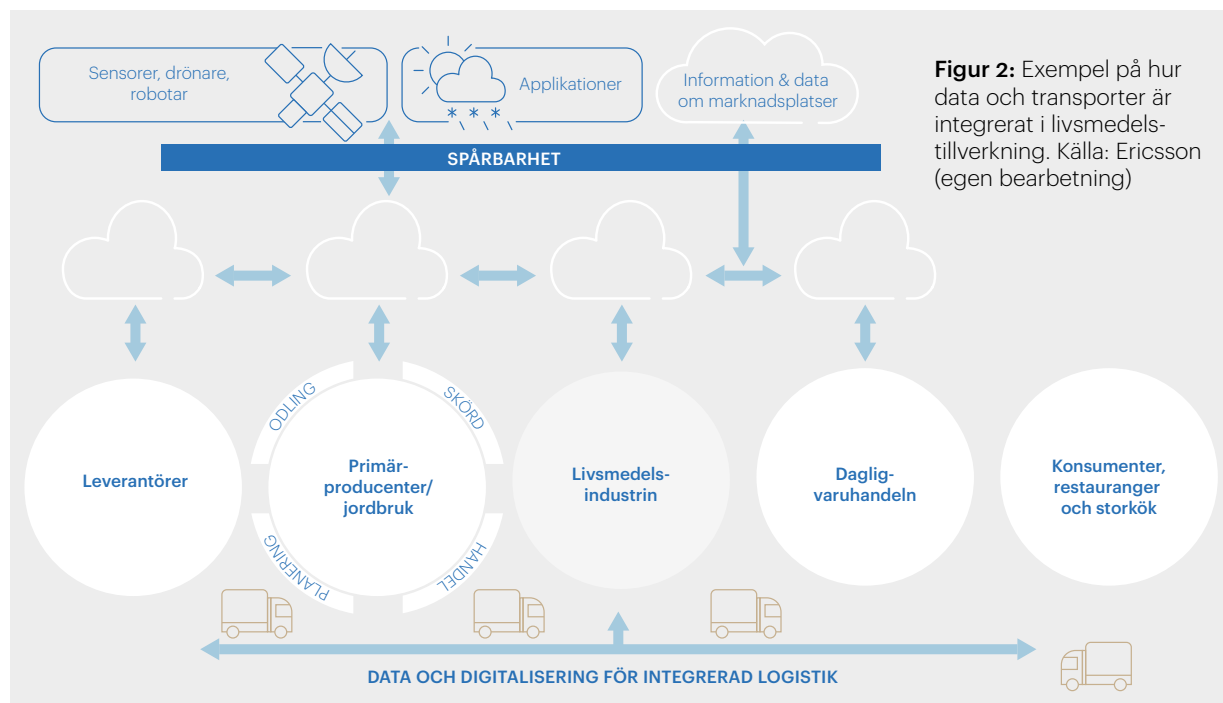 Sensorer, drönare,
robotar
Applikationer
Information & data
om marknadsplatser
Figur 2: Exempel på hur
data och transporter är
integrerat i livsmedels-
tillverkning. Källa: Ericsson
(egen bearbetning)
SPÅRBARHET
Leverantörer
ODLING
SKÖRD
Primär-
producenter/
jordbruk
PLANERING
HANDEL
Livsmedels-
industrin
Daglig-
varuhandeln
Konsumenter,
restauranger
och storkök
DATA OCH DIGITALISERING FÖR INTEGRERAD LOGISTIK